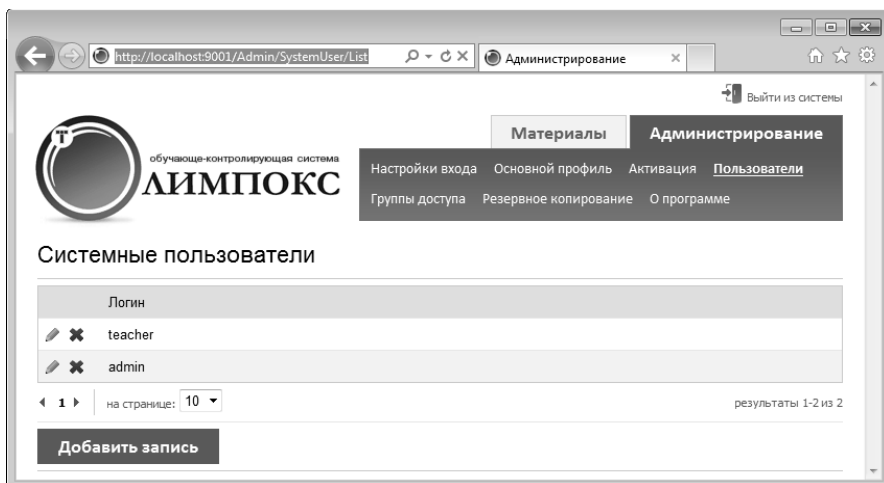 http://localhost:9001/Admin/SystemUser/List
Администрирование
Выйти из системы
Материалы
Администрирование
Т
обучающе-контролирующая система
ЛИМПОКС
Настройки входа Основной профиль Активация Пользователи
Группы доступа Резервное копирование О программе
Системные пользователи
Логин
teacher
admin
1 на странице: 10 результаты 1-2 из 2
Добавить запись